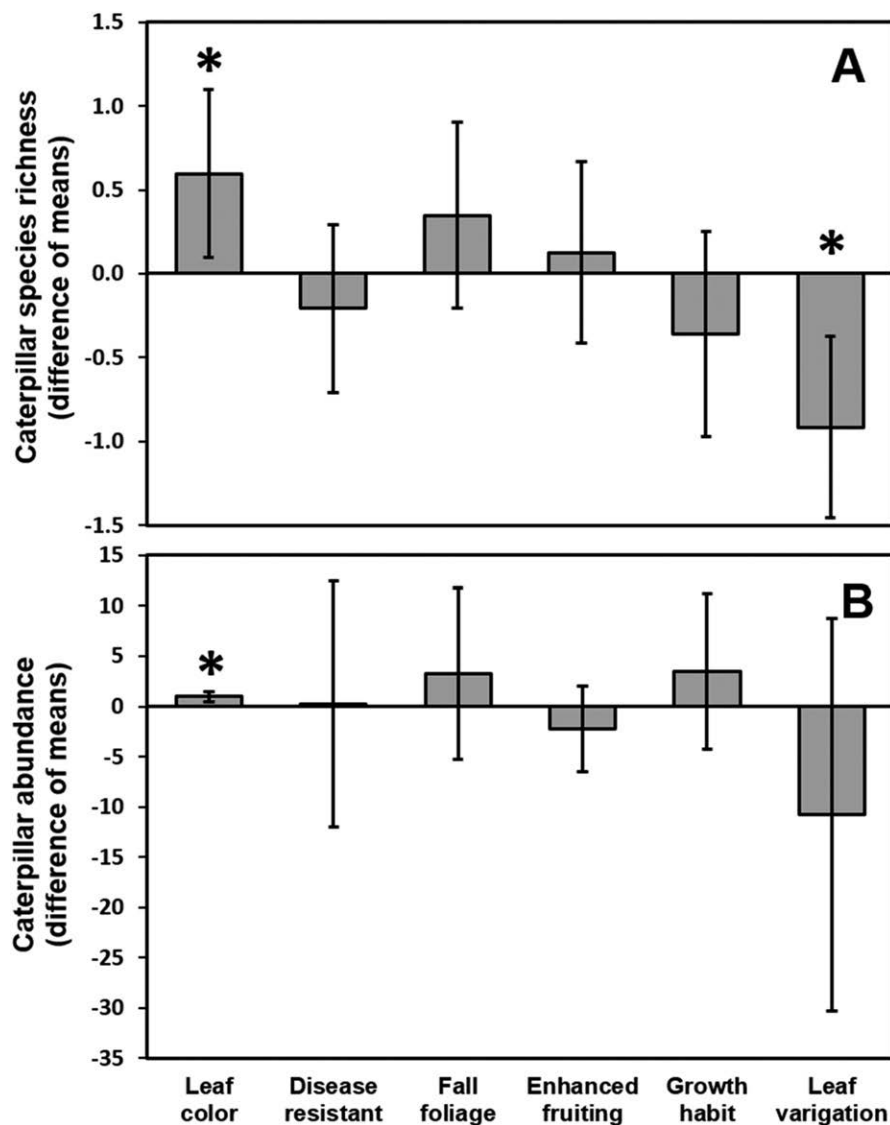 Caterpillar species richness
(difference of means)
1.5
1.0
0.5
0.0
-0.5
-1.0
-1.5
*
*
A
Caterpillar abundance
(difference of means)
15
10
5
0
-5
-10
-15
-20
-25
-30
-35
*
B
Leaf
color
Disease
resistant
Fall
foliage
Enhanced
fruiting
Growth
habit
Leaf
varigation